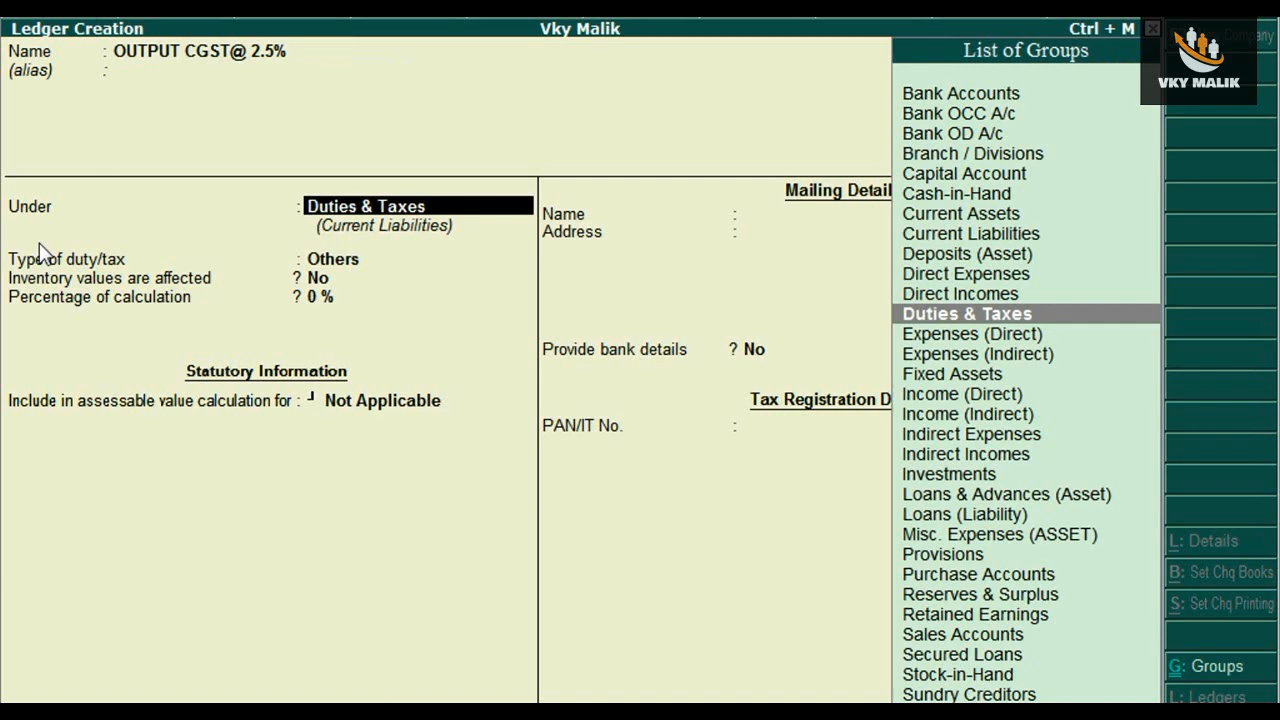 Ledger Creation Vky Malik Ctrl + M
Name : OUTPUT CGST@ 2.5%
(alias) :
Under : Duties & Taxes
(Current Liabilities)
Type of duty/tax : Others
Inventory values are affected ? No
Percentage of calculation ? 0 %
Statutory Information
Include in assessable value calculation for : Not Applicable
Mailing Detail
Name :
Address :
Provide bank details ? No
Tax Registration D
PAN/IT No. :
List of Groups
Bank Accounts
Bank OCC A/c
Bank OD A/c
Branch / Divisions
Capital Account
Cash-in-Hand
Current Assets
Current Liabilities
Deposits (Asset)
Direct Expenses
Direct Incomes
Duties & Taxes
Expenses (Direct)
Expenses (Indirect)
Fixed Assets
Income (Direct)
Income (Indirect)
Indirect Expenses
Indirect Incomes
Investments
Loans & Advances (Asset)
Loans (Liability)
Misc. Expenses (ASSET)
Provisions
Purchase Accounts
Reserves & Surplus
Retained Earnings
Sales Accounts
Secured Loans
Stock-in-Hand
Sundry Creditors
VKY MALIK
L: Details
B: Set Chq Books
S: Set Chq Printing
G: Groups
L: Ledgers